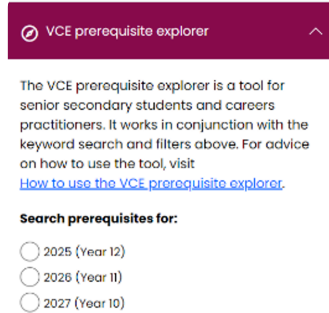 VCE prerequisite explorer
The VCE prerequisite explorer is a tool for
senior secondary students and careers
practitioners. It works in conjunction with the
keyword search and filters above. For advice
on how to use the tool, visit
How to use the VCE prerequisite explorer.
Search prerequisites for:
2025 (Year 12)
2026 (Year 11)
2027 (Year 10)